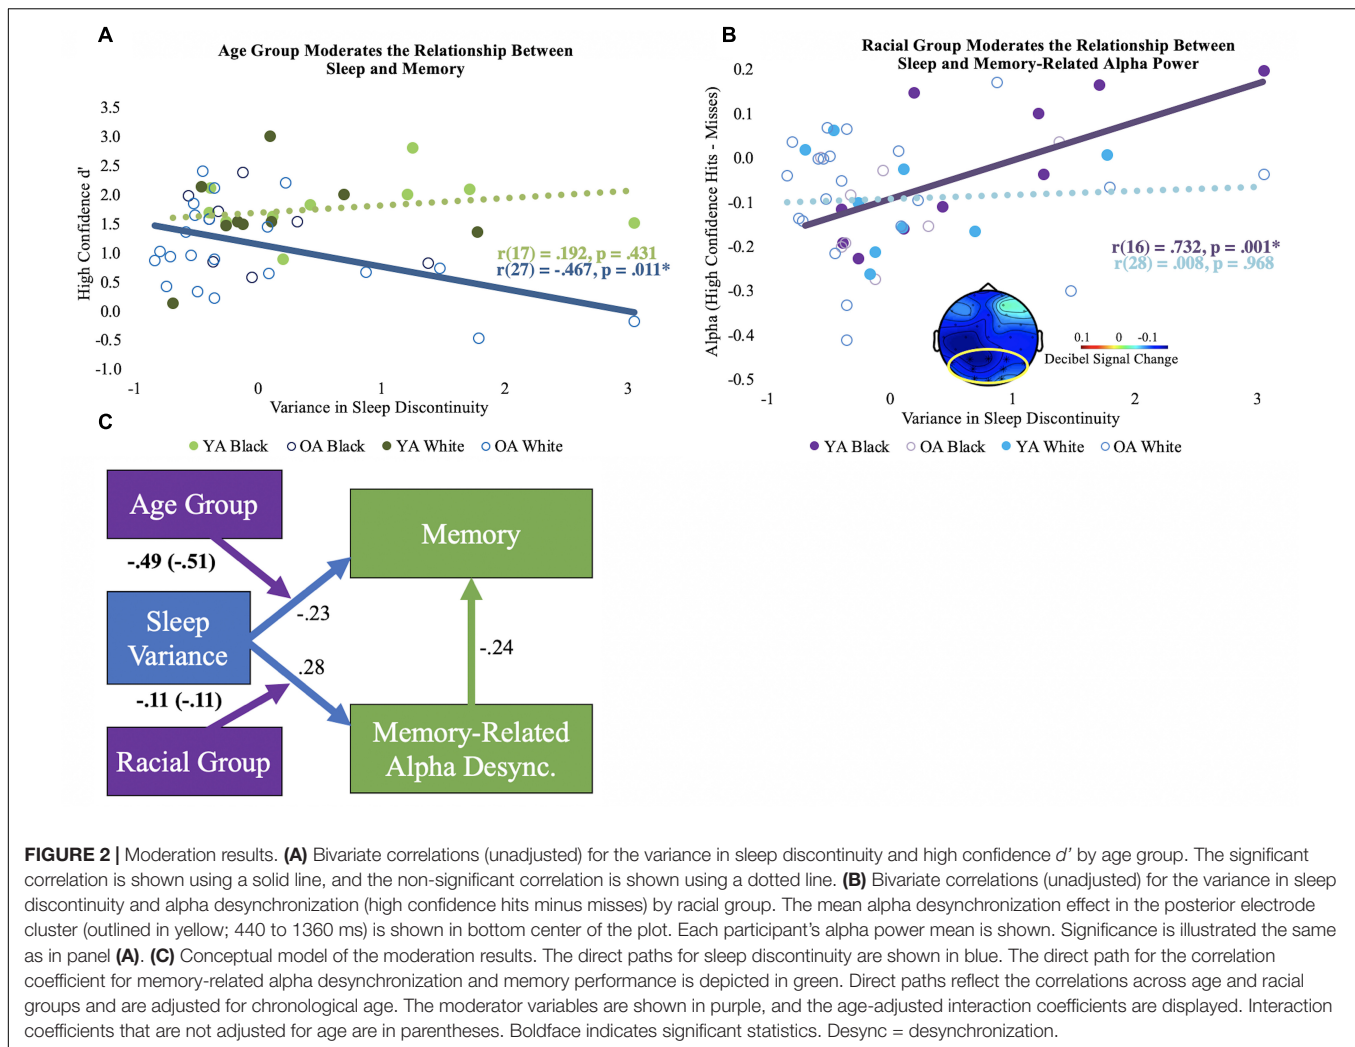 A
Age Group Moderates the Relationship Between
Sleep and Memory
High Confidence d'
3.5
3.0
2.5
2.0
1.5
1.0
0.5
0.0
-0.5
-1.0
r(17) = .192, p = .431
r(27) = -.467, p = .011*
-1
0
1
2
3
Variance in Sleep Discontinuity
YA Black
OA Black
YA White
OA White
B
Racial Group Moderates the Relationship Between
Sleep and Memory-Related Alpha Power
Alpha (High Confidence Hits - Misses)
0.2
0.1
0.0
-0.1
-0.2
-0.3
-0.4
-0.5
r(16) = .732, p = .001*
r(28) = .008, p = .968
0.1 0 -0.1
Decibel Signal Change
-1
0
1
2
3
Variance in Sleep Discontinuity
YA Black
OA Black
YA White
OA White
C
Age Group
-.49 (-.51)
Sleep
Variance
-.11 (-.11)
Racial Group
-.23
.28
Memory
-.24
Memory-Related
Alpha Desync.
FIGURE 2 | Moderation results. (A) Bivariate correlations (unadjusted) for the variance in sleep discontinuity and high confidence d' by age group. The significant
correlation is shown using a solid line, and the non-significant correlation is shown using a dotted line. (B) Bivariate correlations (unadjusted) for the variance in sleep
discontinuity and alpha desynchronization (high confidence hits minus misses) by racial group. The mean alpha desynchronization effect in the posterior electrode
cluster (outlined in yellow; 440 to 1360 ms) is shown in bottom center of the plot. Each participant's alpha power mean is shown. Significance is illustrated the same
as in panel (A). (C) Conceptual model of the moderation results. The direct paths for sleep discontinuity are shown in blue. The direct path for the correlation
coefficient for memory-related alpha desynchronization and memory performance is depicted in green. Direct paths reflect the correlations across age and racial
groups and are adjusted for chronological age. The moderator variables are shown in purple, and the age-adjusted interaction coefficients are displayed. Interaction
coefficients that are not adjusted for age are in parentheses. Boldface indicates significant statistics. Desync = desynchronization.